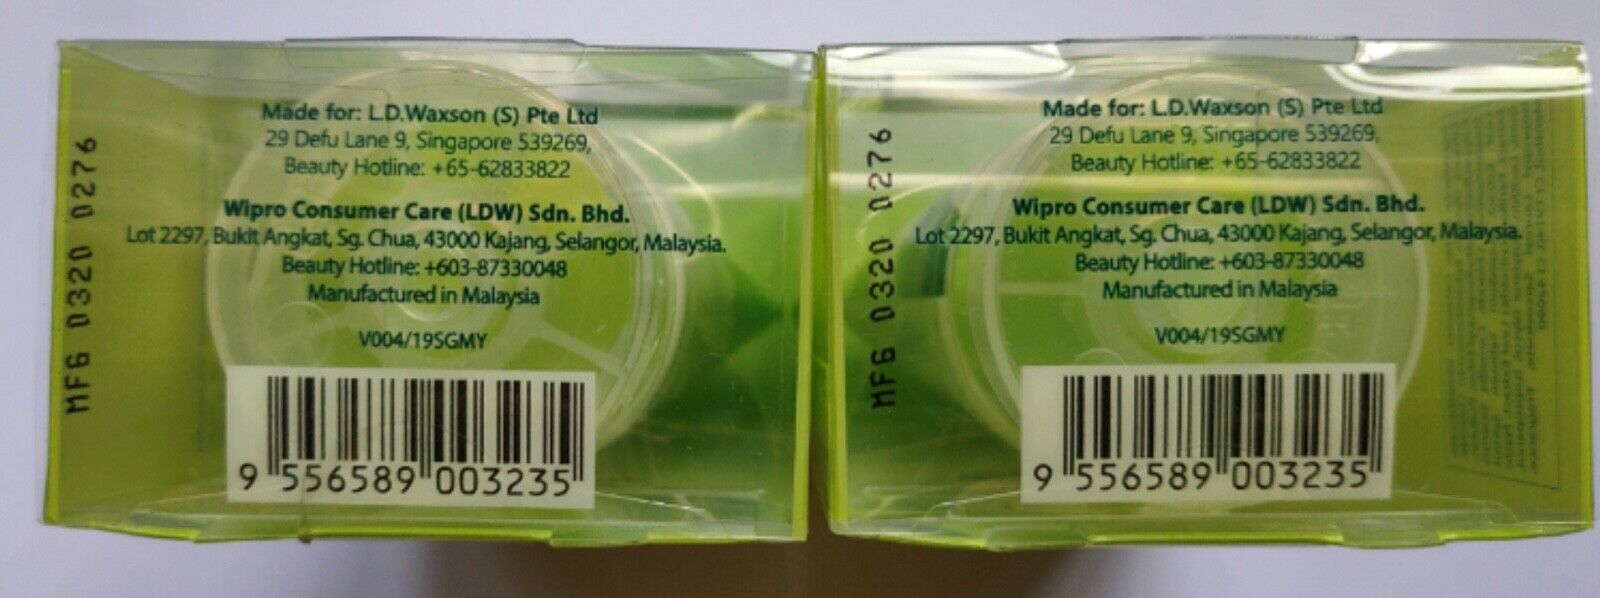 Made for: L.D.Waxson (S) Pte Ltd
29 Defu Lane 9, Singapore 539269,
Beauty Hotline: +65-62833822
Wipro Consumer Care (LDW) Sdn. Bhd.
Lot 2297, Bukit Angkat, Sg. Chua, 43000 Kajang, Selangor, Malaysia.
Beauty Hotline: +603-87330048
Manufactured in Malaysia
V004/19SGMY
9 556589 003235
MFG 0320 0276
Made for: L.D.Waxson (S) Pte Ltd
29 Defu Lane 9, Singapore 539269,
Beauty Hotline: +65-62833822
Wipro Consumer Care (LDW) Sdn. Bhd.
Lot 2297, Bukit Angkat, Sg. Chua, 43000 Kajang, Selangor, Malaysia.
Beauty Hotline: +603-87330048
Manufactured in Malaysia
V004/19SGMY
9 556589 003235
MFG 0320 0276